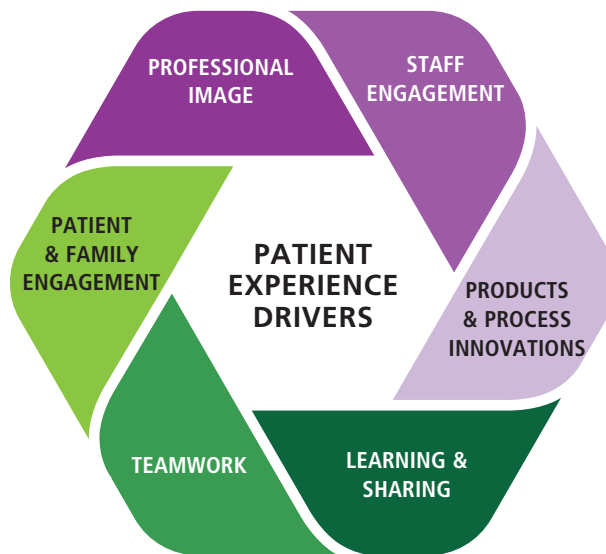 PROFESSIONAL
IMAGE
STAFF
ENGAGEMENT
PATIENT
& FAMILY
ENGAGEMENT
PATIENT
EXPERIENCE
DRIVERS
PRODUCTS
& PROCESS
INNOVATIONS
TEAMWORK
LEARNING &
SHARING